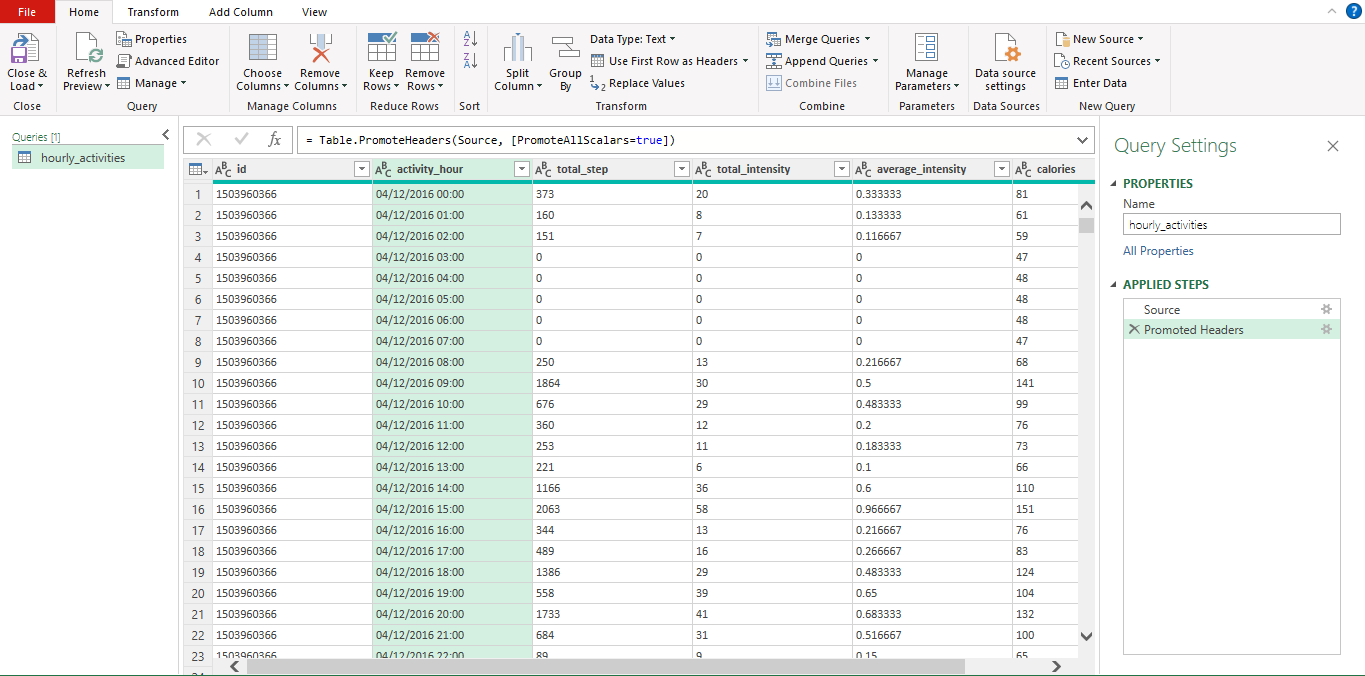 File Home Transform Add Column View
Close & Load
Refresh Preview
Properties
Advanced Editor
Manage
Choose Columns
Remove Columns
Keep Rows
Remove Rows
Split Column
Group By
Data Type: Text
Use First Row as Headers
Replace Values
Merge Queries
Append Queries
Combine Files
Manage Parameters
Data source settings
New Source
Recent Sources
Enter Data
Close Query Manage Columns Reduce Rows Sort Transform Combine Parameters Data Sources New Query
Queries [1]
hourly_activities
fx
= Table.PromoteHeaders(Source, [PromoteAllScalars=true])
id activity_hour total_step total_intensity average_intensity calories
1 1503960366 04/12/2016 00:00 373 20 0.333333 81
2 1503960366 04/12/2016 01:00 160 8 0.133333 61
3 1503960366 04/12/2016 02:00 151 7 0.116667 59
4 1503960366 04/12/2016 03:00 0 0 0 47
5 1503960366 04/12/2016 04:00 0 0 0 48
6 1503960366 04/12/2016 05:00 0 0 0 48
7 1503960366 04/12/2016 06:00 0 0 0 48
8 1503960366 04/12/2016 07:00 0 0 0 47
9 1503960366 04/12/2016 08:00 250 13 0.216667 68
10 1503960366 04/12/2016 09:00 1864 30 0.5 141
11 1503960366 04/12/2016 10:00 676 29 0.483333 99
12 1503960366 04/12/2016 11:00 360 12 0.2 76
13 1503960366 04/12/2016 12:00 253 11 0.183333 73
14 1503960366 04/12/2016 13:00 221 6 0.1 66
15 1503960366 04/12/2016 14:00 1166 36 0.6 110
16 1503960366 04/12/2016 15:00 2063 58 0.966667 151
17 1503960366 04/12/2016 16:00 344 13 0.216667 76
18 1503960366 04/12/2016 17:00 489 16 0.266667 83
19 1503960366 04/12/2016 18:00 1386 29 0.483333 124
20 1503960366 04/12/2016 19:00 558 39 0.65 104
21 1503960366 04/12/2016 20:00 1733 41 0.683333 132
22 1503960366 04/12/2016 21:00 684 31 0.516667 100
23 1503960366 04/12/2016 22:00 89 9 0.15 65
Query Settings
PROPERTIES
Name
hourly_activities
All Properties
APPLIED STEPS
Source
Promoted Headers